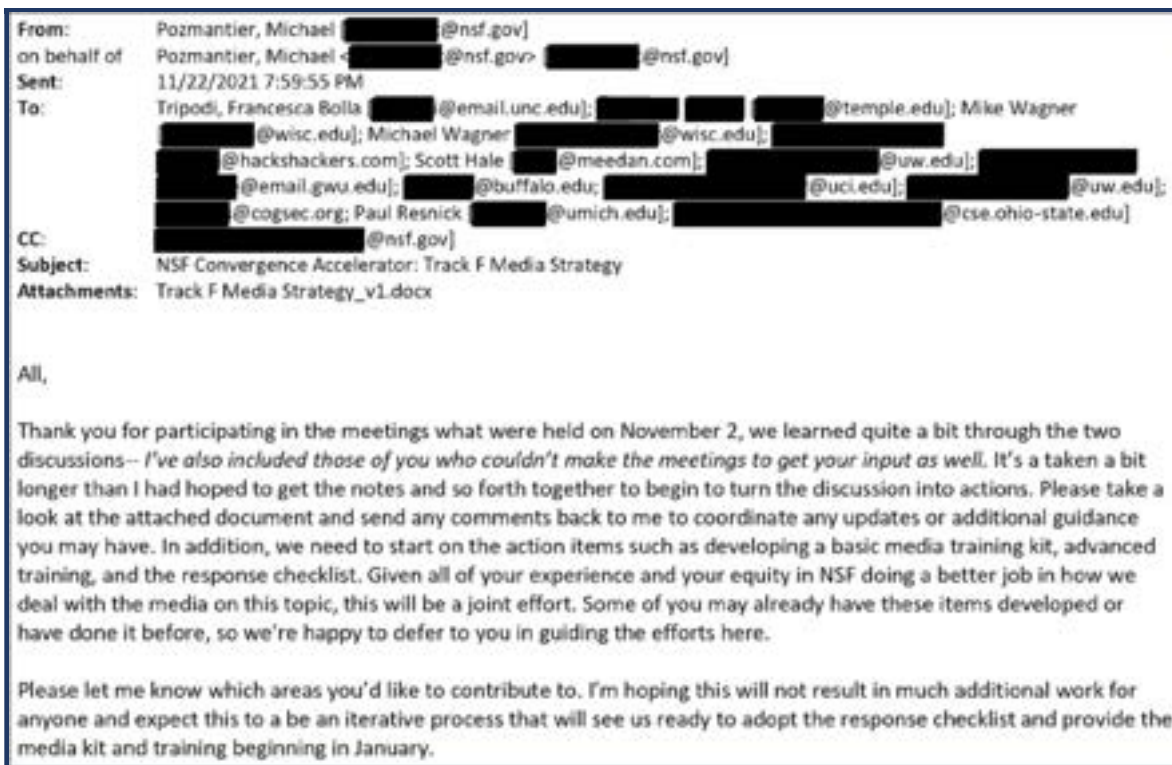 From: Pozmantier, Michael [ @nsf.gov]
on behalf of Pozmantier, Michael < @nsf.gov> [ @nsf.gov]
Sent: 11/22/2021 7:59:55 PM
To: Tripodi, Francesca Bolla [ @email.unc.edu]; [ @temple.edu]; Mike Wagner
[ @wisc.edu]; Michael Wagner @wisc.edu];
@hackshackers.com]; Scott Hale [ @meedan.com]; @uw.edu];
@email.gwu.edu]; @buffalo.edu; @uci.edu]; @uw.edu];
@cogsec.org; Paul Resnick [ @umich.edu]; @cse.ohio-state.edu]
CC: @nsf.gov]
Subject: NSF Convergence Accelerator: Track F Media Strategy
Attachments: Track F Media Strategy_v1.docx
All,
Thank you for participating in the meetings what were held on November 2, we learned quite a bit through the two
discussions-- I've also included those of you who couldn't make the meetings to get your input as well. It's a taken a bit
longer than I had hoped to get the notes and so forth together to begin to turn the discussion into actions. Please take a
look at the attached document and send any comments back to me to coordinate any updates or additional guidance
you may have. In addition, we need to start on the action items such as developing a basic media training kit, advanced
training, and the response checklist. Given all of your experience and your equity in NSF doing a better job in how we
deal with the media on this topic, this will be a joint effort. Some of you may already have these items developed or
have done it before, so we're happy to defer to you in guiding the efforts here.
Please let me know which areas you'd like to contribute to. I'm hoping this will not result in much additional work for
anyone and expect this to a be an iterative process that will see us ready to adopt the response checklist and provide the
media kit and training beginning in January.